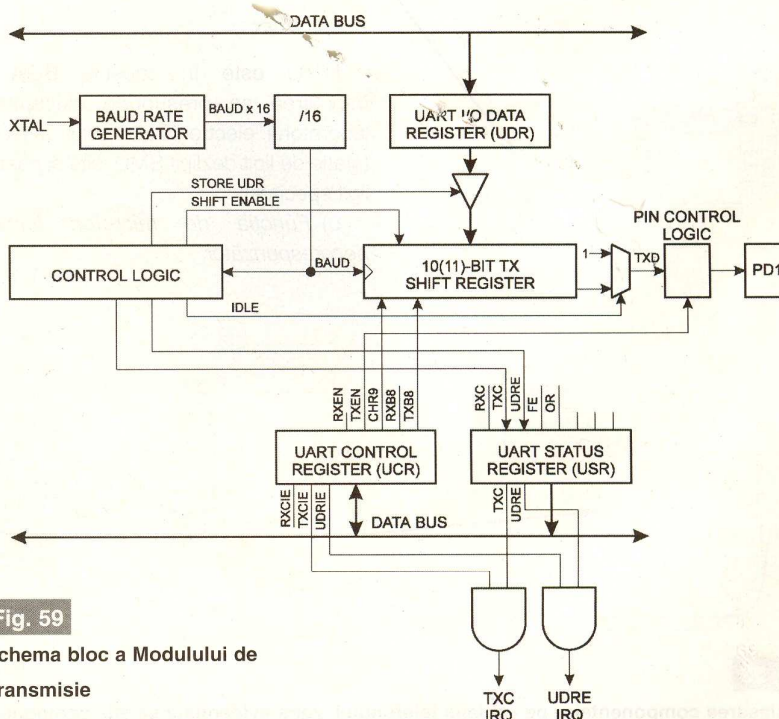 DATA BUS
XTAL
BAUD RATE
GENERATOR
BAUD x 16
/16
UART I/O DATA
REGISTER (UDR)
STORE UDR
SHIFT ENABLE
PIN CONTROL
LOGIC
CONTROL LOGIC
BAUD
10(11)-BIT TX
SHIFT REGISTER
1
TXD
PD1
IDLE
RXEN
TXEN
CHR9
RXB8
TXB8
RXC
TXC
UDRE
FE
OR
UART CONTROL
REGISTER (UCR)
UART STATUS
REGISTER (USR)
RXCIE
TXCIE
UDRIE
TXC
UDRE
DATA BUS
Fig. 59
chema bloc a Modulului de
ransmisie
TXC
IRQ
UDRE
IRQ